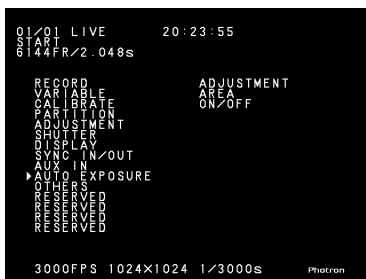 01/01 LIVE 20:23:55
START
6144FR/2.048s
RECORD ADJUSTMENT
VARIABLE AREA
CALIBRATE ON/OFF
PARTITION
ADJUSTMENT
SHUTTER
DISPLAY
SYNC IN/OUT
AUX IN
▶AUTO EXPOSURE
OTHERS
RESERVED
RESERVED
RESERVED
RESERVED
3000FPS 1024×1024 1/3000s Photron